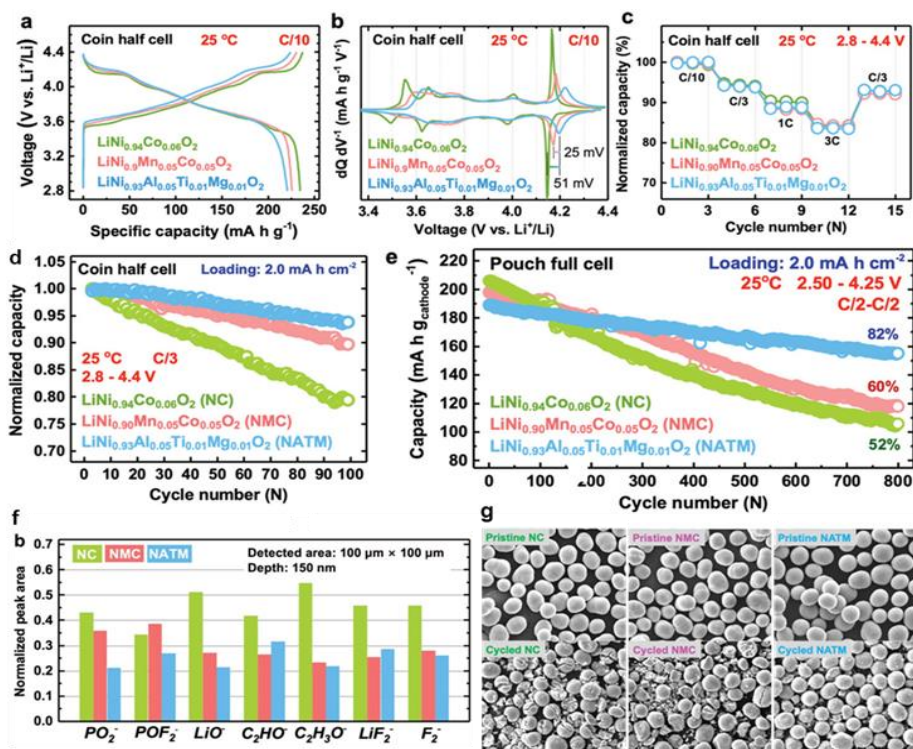 a
Coin half cell 25 °C C/10
4.4
4.0
3.6
3.2
2.8
Voltage (V vs. Li⁺/Li)
LiNi₀.₉₄Co₀.₀₆O₂
LiNi₀.₉Mn₀.₀₅Co₀.₀₅O₂
LiNi₀.₉₃Al₀.₀₅Ti₀.₀₁Mg₀.₀₁O₂
0 50 100 150 200 250
Specific capacity (mA h g⁻¹)
b
Coin half cell 25 °C C/10
dQ dV⁻¹ (mA h g⁻¹ V⁻¹)
25 mV
51 mV
LiNi₀.₉₄Co₀.₀₆O₂
LiNi₀.₉Mn₀.₀₅Co₀.₀₅O₂
LiNi₀.₉₃Al₀.₀₅Ti₀.₀₁Mg₀.₀₁O₂
3.4 3.6 3.8 4.0 4.2 4.4
Voltage (V vs. Li⁺/Li)
c
Coin half cell 25 °C 2.8 - 4.4 V
100
90
80
70
Normalized capacity (%)
C/10
C/3
1C
3C
C/3
LiNi₀.₉₄Co₀.₀₆O₂
LiNi₀.₉Mn₀.₀₅Co₀.₀₅O₂
LiNi₀.₉₃Al₀.₀₅Ti₀.₀₁Mg₀.₀₁O₂
0 3 6 9 12 15
Cycle number (N)
d
Coin half cell Loading: 2.0 mA h cm⁻²
1.05
1.00
0.95
0.90
0.85
0.80
0.75
0.70
Normalized capacity
25 °C C/3
2.8 - 4.4 V
LiNi₀.₉₄Co₀.₀₆O₂ (NC)
LiNi₀.₉₀Mn₀.₀₅Co₀.₀₅O₂ (NMC)
LiNi₀.₉₃Al₀.₀₅Ti₀.₀₁Mg₀.₀₁O₂ (NATM)
0 10 20 30 40 50 60 70 80 90 100
Cycle number (N)
e
Pouch full cell Loading: 2.0 mA h cm⁻²
25°C 2.50 - 4.25 V
C/2-C/2
220
200
180
160
140
120
100
80
Capacity (mA h g cathode⁻¹)
82%
60%
52%
LiNi₀.₉₄Co₀.₀₆O₂ (NC)
LiNi₀.₉₀Mn₀.₀₅Co₀.₀₅O₂ (NMC)
LiNi₀.₉₃Al₀.₀₅Ti₀.₀₁Mg₀.₀₁O₂ (NATM)
0 100 200 300 400 500 600 700 800
Cycle number (N)
f
b
0.7
0.6
0.5
0.4
0.3
0.2
0.1
0.0
Normalized peak area
NC NMC NATM
Detected area: 100 μm × 100 μm
Depth: 150 nm
PO₂⁻ POF₂⁻ LiO⁻ C₂HO⁻ C₂H₃O⁻ LiF₂⁻ F₂⁻
g
Pristine NC Pristine NMC Pristine NATM
Cycled NC Cycled NMC Cycled NATM